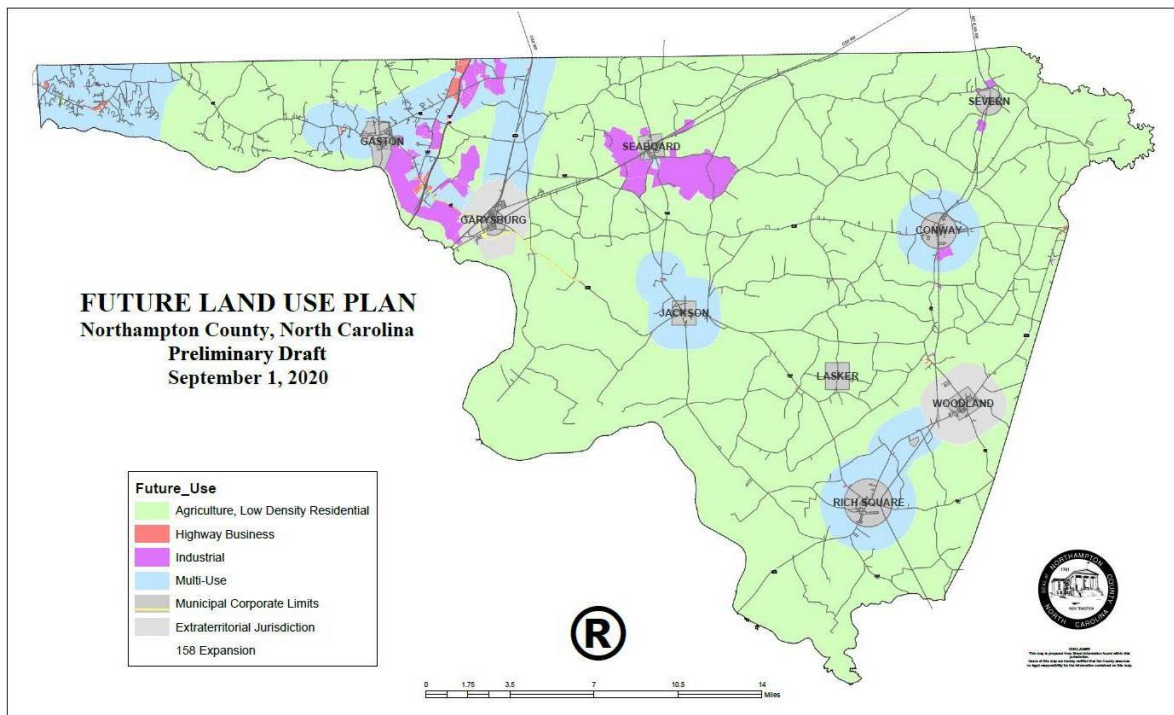 GASTON
GARYSBURG
SEABOARD
SEVERN
CONWAY
JACKSON
LASKER
WOODLAND
RICH SQUARE
FUTURE LAND USE PLAN
Northampton County, North Carolina
Preliminary Draft
September 1, 2020
Future_Use
Agriculture, Low Density Residential
Highway Business
Industrial
Multi-Use
Municipal Corporate Limits
Extraterritorial Jurisdiction
158 Expansion
®
0 1.75 3.5 7 10.5 14
Miles
NORTHAMPTON COUNTY
NORTH CAROLINA
DISCLAIMER